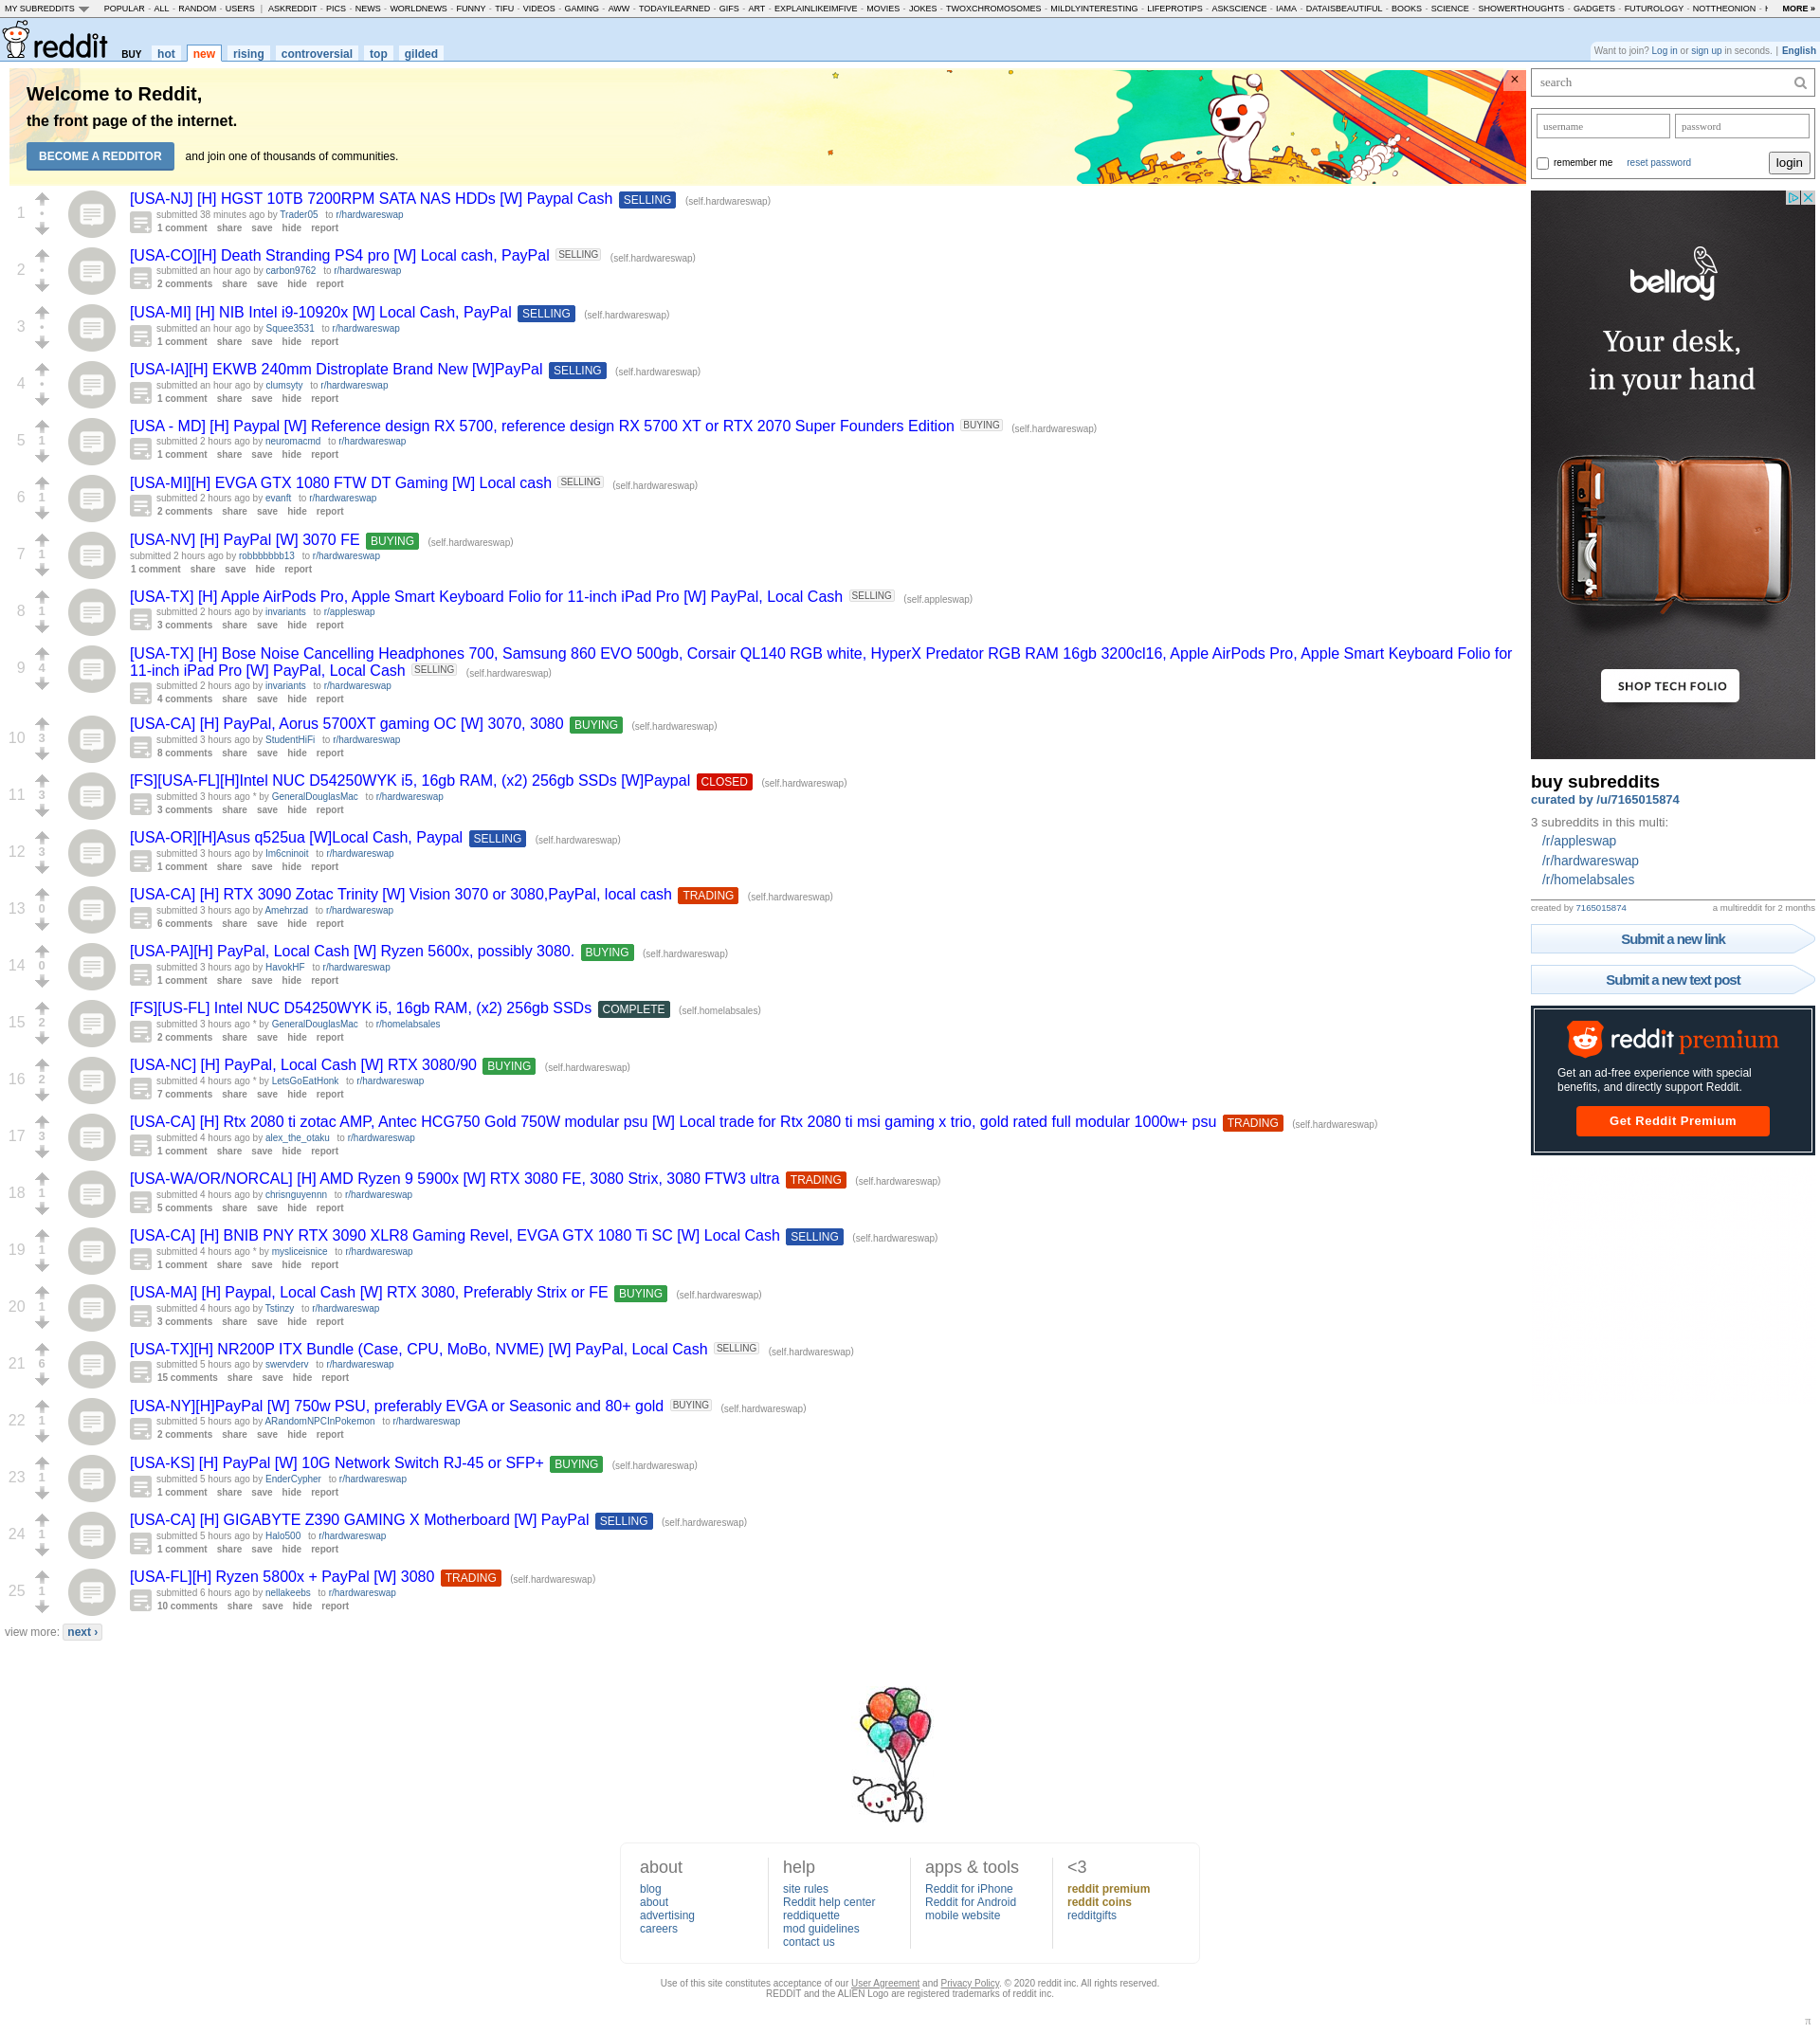 MY SUBREDDITS POPULAR - ALL - RANDOM - USERS | ASKREDDIT - PICS - NEWS - WORLDNEWS - FUNNY - TIFU - VIDEOS - GAMING - AWW - TODAYILEARNED - GIFS - ART - EXPLAINLIKEIMFIVE - MOVIES - JOKES - TWOXCHROMOSOMES - MILDLYINTERESTING - LIFEPROTIPS - ASKSCIENCE - IAMA - DATAISBEAUTIFUL - BOOKS - SCIENCE - SHOWERTHOUGHTS - GADGETS - FUTUROLOGY - NOTTHEONION - MORE »
reddit BUY hot new rising controversial top gilded
Want to join? Log in or sign up in seconds. | English
Welcome to Reddit,
the front page of the internet.
BECOME A REDDITOR and join one of thousands of communities.
×
1
[USA-NJ] [H] HGST 10TB 7200RPM SATA NAS HDDs [W] Paypal Cash SELLING (self.hardwareswap)
submitted 38 minutes ago by Trader05 to r/hardwareswap
1 comment share save hide report
2
[USA-CO][H] Death Stranding PS4 pro [W] Local cash, PayPal SELLING (self.hardwareswap)
submitted an hour ago by carbon9762 to r/hardwareswap
2 comments share save hide report
3
[USA-MI] [H] NIB Intel i9-10920x [W] Local Cash, PayPal SELLING (self.hardwareswap)
submitted an hour ago by Squee3531 to r/hardwareswap
1 comment share save hide report
4
[USA-IA][H] EKWB 240mm Distroplate Brand New [W]PayPal SELLING (self.hardwareswap)
submitted an hour ago by clumsyty to r/hardwareswap
1 comment share save hide report
5 1
[USA - MD] [H] Paypal [W] Reference design RX 5700, reference design RX 5700 XT or RTX 2070 Super Founders Edition BUYING (self.hardwareswap)
submitted 2 hours ago by neuromacmd to r/hardwareswap
1 comment share save hide report
6 1
[USA-MI][H] EVGA GTX 1080 FTW DT Gaming [W] Local cash SELLING (self.hardwareswap)
submitted 2 hours ago by evanft to r/hardwareswap
2 comments share save hide report
7 1
[USA-NV] [H] PayPal [W] 3070 FE BUYING (self.hardwareswap)
submitted 2 hours ago by robbbbbbb13 to r/hardwareswap
1 comment share save hide report
8 1
[USA-TX] [H] Apple AirPods Pro, Apple Smart Keyboard Folio for 11-inch iPad Pro [W] PayPal, Local Cash SELLING (self.appleswap)
submitted 2 hours ago by invariants to r/appleswap
3 comments share save hide report
9 4
[USA-TX] [H] Bose Noise Cancelling Headphones 700, Samsung 860 EVO 500gb, Corsair QL140 RGB white, HyperX Predator RGB RAM 16gb 3200cl16, Apple AirPods Pro, Apple Smart Keyboard Folio for
11-inch iPad Pro [W] PayPal, Local Cash SELLING (self.hardwareswap)
submitted 2 hours ago by invariants to r/hardwareswap
4 comments share save hide report
10 3
[USA-CA] [H] PayPal, Aorus 5700XT gaming OC [W] 3070, 3080 BUYING (self.hardwareswap)
submitted 3 hours ago by StudentHiFi to r/hardwareswap
8 comments share save hide report
11 3
[FS][USA-FL][H]Intel NUC D54250WYK i5, 16gb RAM, (x2) 256gb SSDs [W]Paypal CLOSED (self.hardwareswap)
submitted 3 hours ago * by GeneralDouglasMac to r/hardwareswap
3 comments share save hide report
12 3
[USA-OR][H]Asus q525ua [W]Local Cash, Paypal SELLING (self.hardwareswap)
submitted 3 hours ago by Im6cninoit to r/hardwareswap
1 comment share save hide report
13 0
[USA-CA] [H] RTX 3090 Zotac Trinity [W] Vision 3070 or 3080,PayPal, local cash TRADING (self.hardwareswap)
submitted 3 hours ago by Amehrzad to r/hardwareswap
6 comments share save hide report
14 0
[USA-PA][H] PayPal, Local Cash [W] Ryzen 5600x, possibly 3080. BUYING (self.hardwareswap)
submitted 3 hours ago by HavokHF to r/hardwareswap
1 comment share save hide report
15 2
[FS][US-FL] Intel NUC D54250WYK i5, 16gb RAM, (x2) 256gb SSDs COMPLETE (self.homelabsales)
submitted 3 hours ago * by GeneralDouglasMac to r/homelabsales
2 comments share save hide report
16 2
[USA-NC] [H] PayPal, Local Cash [W] RTX 3080/90 BUYING (self.hardwareswap)
submitted 4 hours ago * by LetsGoEatHonk to r/hardwareswap
7 comments share save hide report
17 3
[USA-CA] [H] Rtx 2080 ti zotac AMP, Antec HCG750 Gold 750W modular psu [W] Local trade for Rtx 2080 ti msi gaming x trio, gold rated full modular 1000w+ psu TRADING (self.hardwareswap)
submitted 4 hours ago by alex_the_otaku to r/hardwareswap
1 comment share save hide report
18 1
[USA-WA/OR/NORCAL] [H] AMD Ryzen 9 5900x [W] RTX 3080 FE, 3080 Strix, 3080 FTW3 ultra TRADING (self.hardwareswap)
submitted 4 hours ago by chrisnguyennn to r/hardwareswap
5 comments share save hide report
19 1
[USA-CA] [H] BNIB PNY RTX 3090 XLR8 Gaming Revel, EVGA GTX 1080 Ti SC [W] Local Cash SELLING (self.hardwareswap)
submitted 4 hours ago * by mysliceisnice to r/hardwareswap
1 comment share save hide report
20 1
[USA-MA] [H] Paypal, Local Cash [W] RTX 3080, Preferably Strix or FE BUYING (self.hardwareswap)
submitted 4 hours ago by Tstinzy to r/hardwareswap
3 comments share save hide report
21 6
[USA-TX][H] NR200P ITX Bundle (Case, CPU, MoBo, NVME) [W] PayPal, Local Cash SELLING (self.hardwareswap)
submitted 5 hours ago by swervderv to r/hardwareswap
15 comments share save hide report
22 1
[USA-NY][H]PayPal [W] 750w PSU, preferably EVGA or Seasonic and 80+ gold BUYING (self.hardwareswap)
submitted 5 hours ago by ARandomNPCInPokemon to r/hardwareswap
2 comments share save hide report
23 1
[USA-KS] [H] PayPal [W] 10G Network Switch RJ-45 or SFP+ BUYING (self.hardwareswap)
submitted 5 hours ago by EnderCypher to r/hardwareswap
1 comment share save hide report
24 1
[USA-CA] [H] GIGABYTE Z390 GAMING X Motherboard [W] PayPal SELLING (self.hardwareswap)
submitted 5 hours ago by Halo500 to r/hardwareswap
1 comment share save hide report
25 1
[USA-FL][H] Ryzen 5800x + PayPal [W] 3080 TRADING (self.hardwareswap)
submitted 6 hours ago by nellakeebs to r/hardwareswap
10 comments share save hide report
view more: next ›
search
username password
remember me reset password login
bellroy
Your desk,
in your hand
SHOP TECH FOLIO
buy subreddits
curated by /u/7165015874
3 subreddits in this multi:
/r/appleswap
/r/hardwareswap
/r/homelabsales
created by 7165015874 a multireddit for 2 months
Submit a new link
Submit a new text post
reddit premium
Get an ad-free experience with special
benefits, and directly support Reddit.
Get Reddit Premium
about
blog
about
advertising
careers
help
site rules
Reddit help center
reddiquette
mod guidelines
contact us
apps & tools
Reddit for iPhone
Reddit for Android
mobile website
<3
reddit premium
reddit coins
redditgifts
Use of this site constitutes acceptance of our User Agreement and Privacy Policy. © 2020 reddit inc. All rights reserved.
REDDIT and the ALIEN Logo are registered trademarks of reddit inc.
π